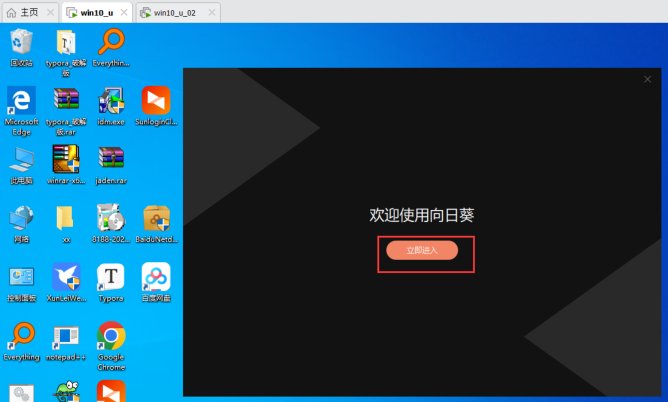 主页
win10_u
win10_u_02
回收站
typora_破解
版
Everythin...
Microsoft
Edge
typora_破解
版.rar
idm.exe
SunloginCl...
此电脑
winrar-x6...
jaden.rar
欢迎使用向日葵
立即进入
网络
xx
8188-202...
BaiduNetd...
控制面板
XunLeiWe...
Typora
百度网盘
Everything
notepad++
Google
Chrome